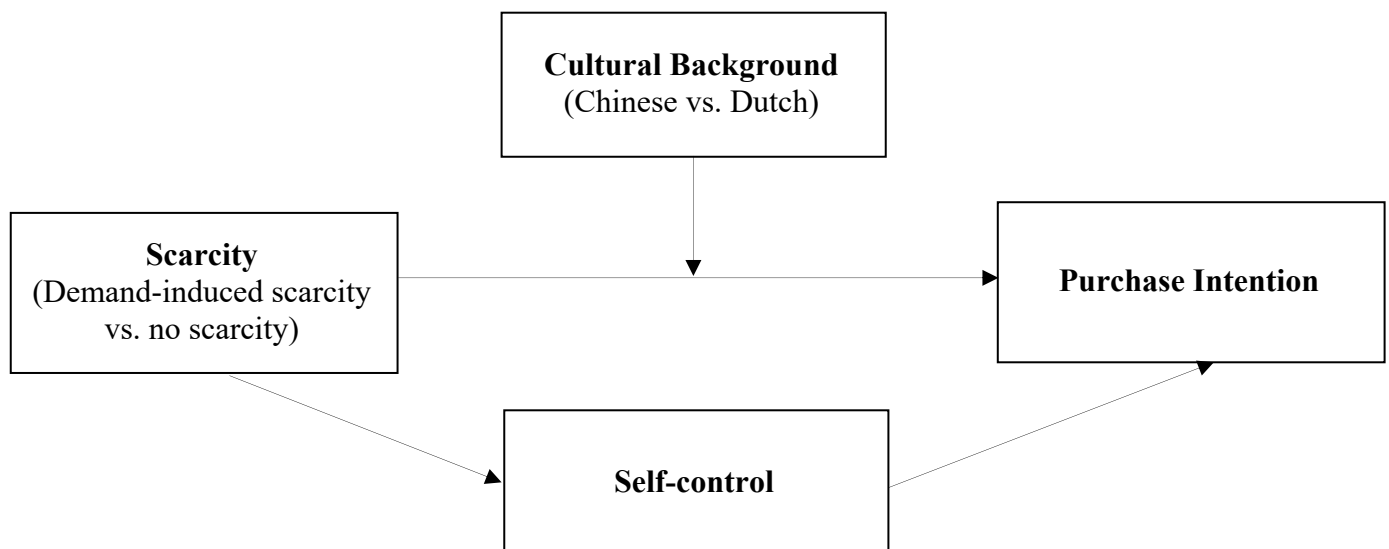 Cultural Background
(Chinese vs. Dutch)
Scarcity
(Demand-induced scarcity
vs. no scarcity)
Purchase Intention
Self-control